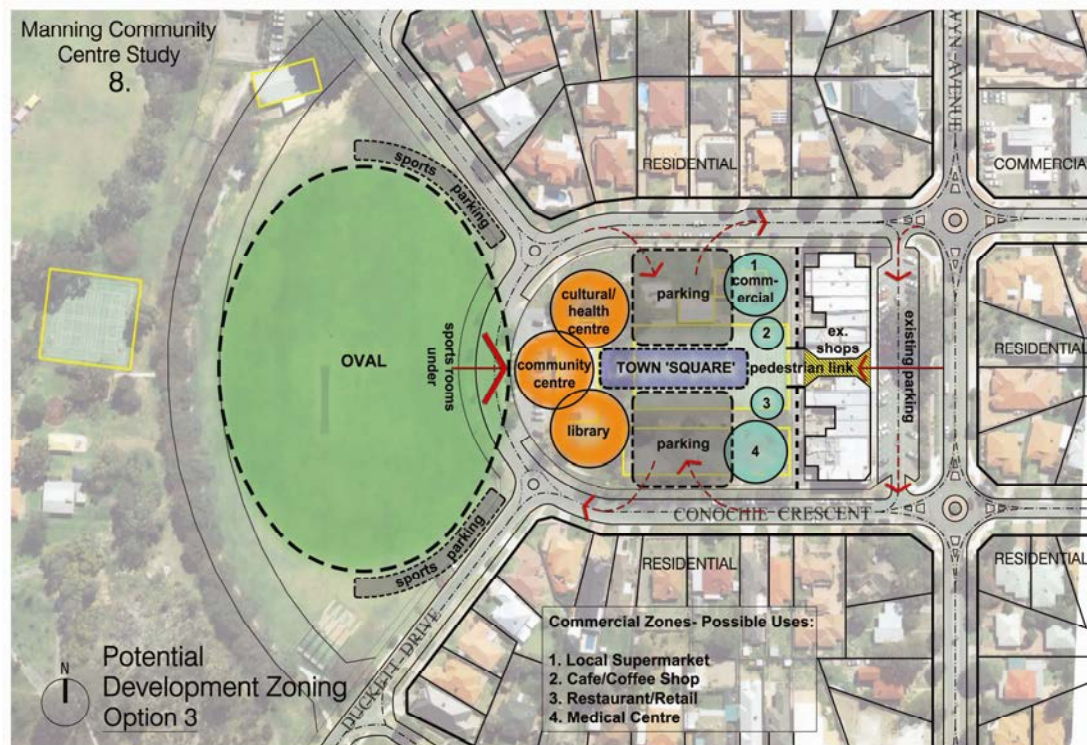 Manning Community
Centre Study
8.
WN AVENUE
RESIDENTIAL
COMMERCIA
sports parking
cultural/
health
centre
parking
1
comm-
ercial
2
ex.
shops
existing parking
RESIDENTIAL
OVAL
sports rooms
under
community
centre
TOWN 'SQUARE'
pedestrian link
3
library
parking
4
sports parking
CONOCHIE CRESCENT
RESIDENTIAL
RESIDENTIAL
DUCKETT DRIVE
Commercial Zones- Possible Uses:
1. Local Supermarket
2. Cafe/Coffee Shop
3. Restaurant/Retail
4. Medical Centre
N
Potential
Development Zoning
Option 3